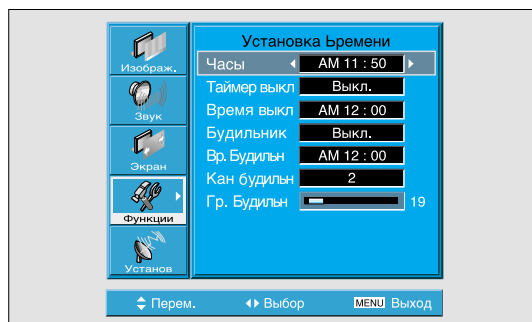 Изображ.
Звук
Экран
Функции
Установ
Установка Ьремени
Часы AM 11 : 50
Таймер выкл Выкл.
Время выкл AM 12 : 00
Будильник Выкл.
Вр. Будильн AM 12 : 00
Кан будильн 2
Гр. Будильн 19
Перем. Выбор MENU Выход